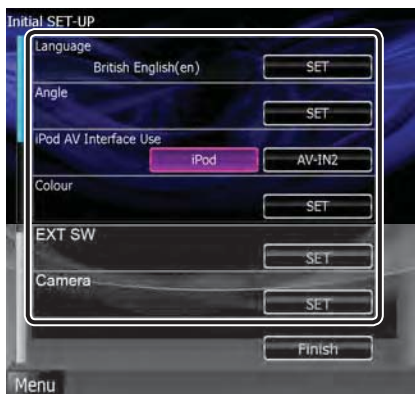 Initial SET-UP
Language
British English(en) SET
Angle
SET
iPod AV Interface Use
iPod AV-IN2
Colour
SET
EXT SW
SET
Camera
SET
Finish
Menu